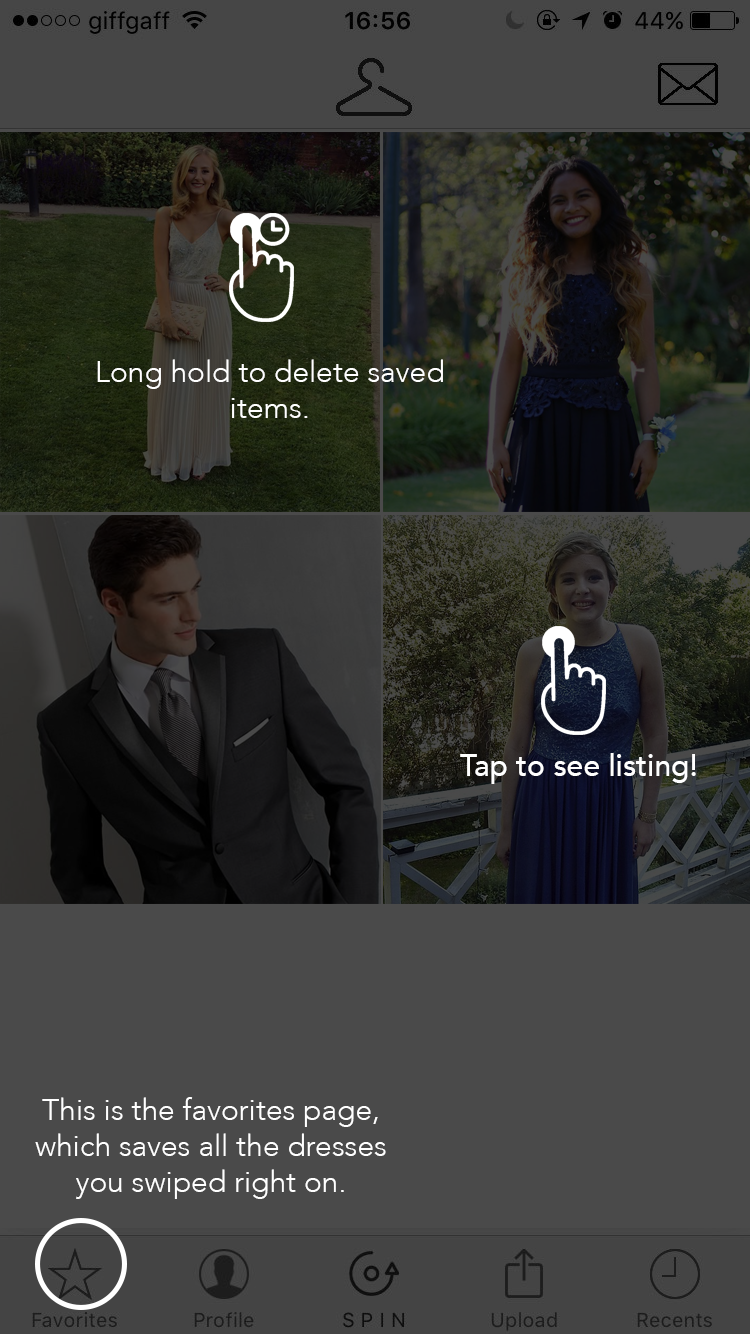 giffgaff 16:56 44%
Long hold to delete saved
items.
Tap to see listing!
This is the favorites page,
which saves all the dresses
you swiped right on.
Favorites Profile SPIN Upload Recents